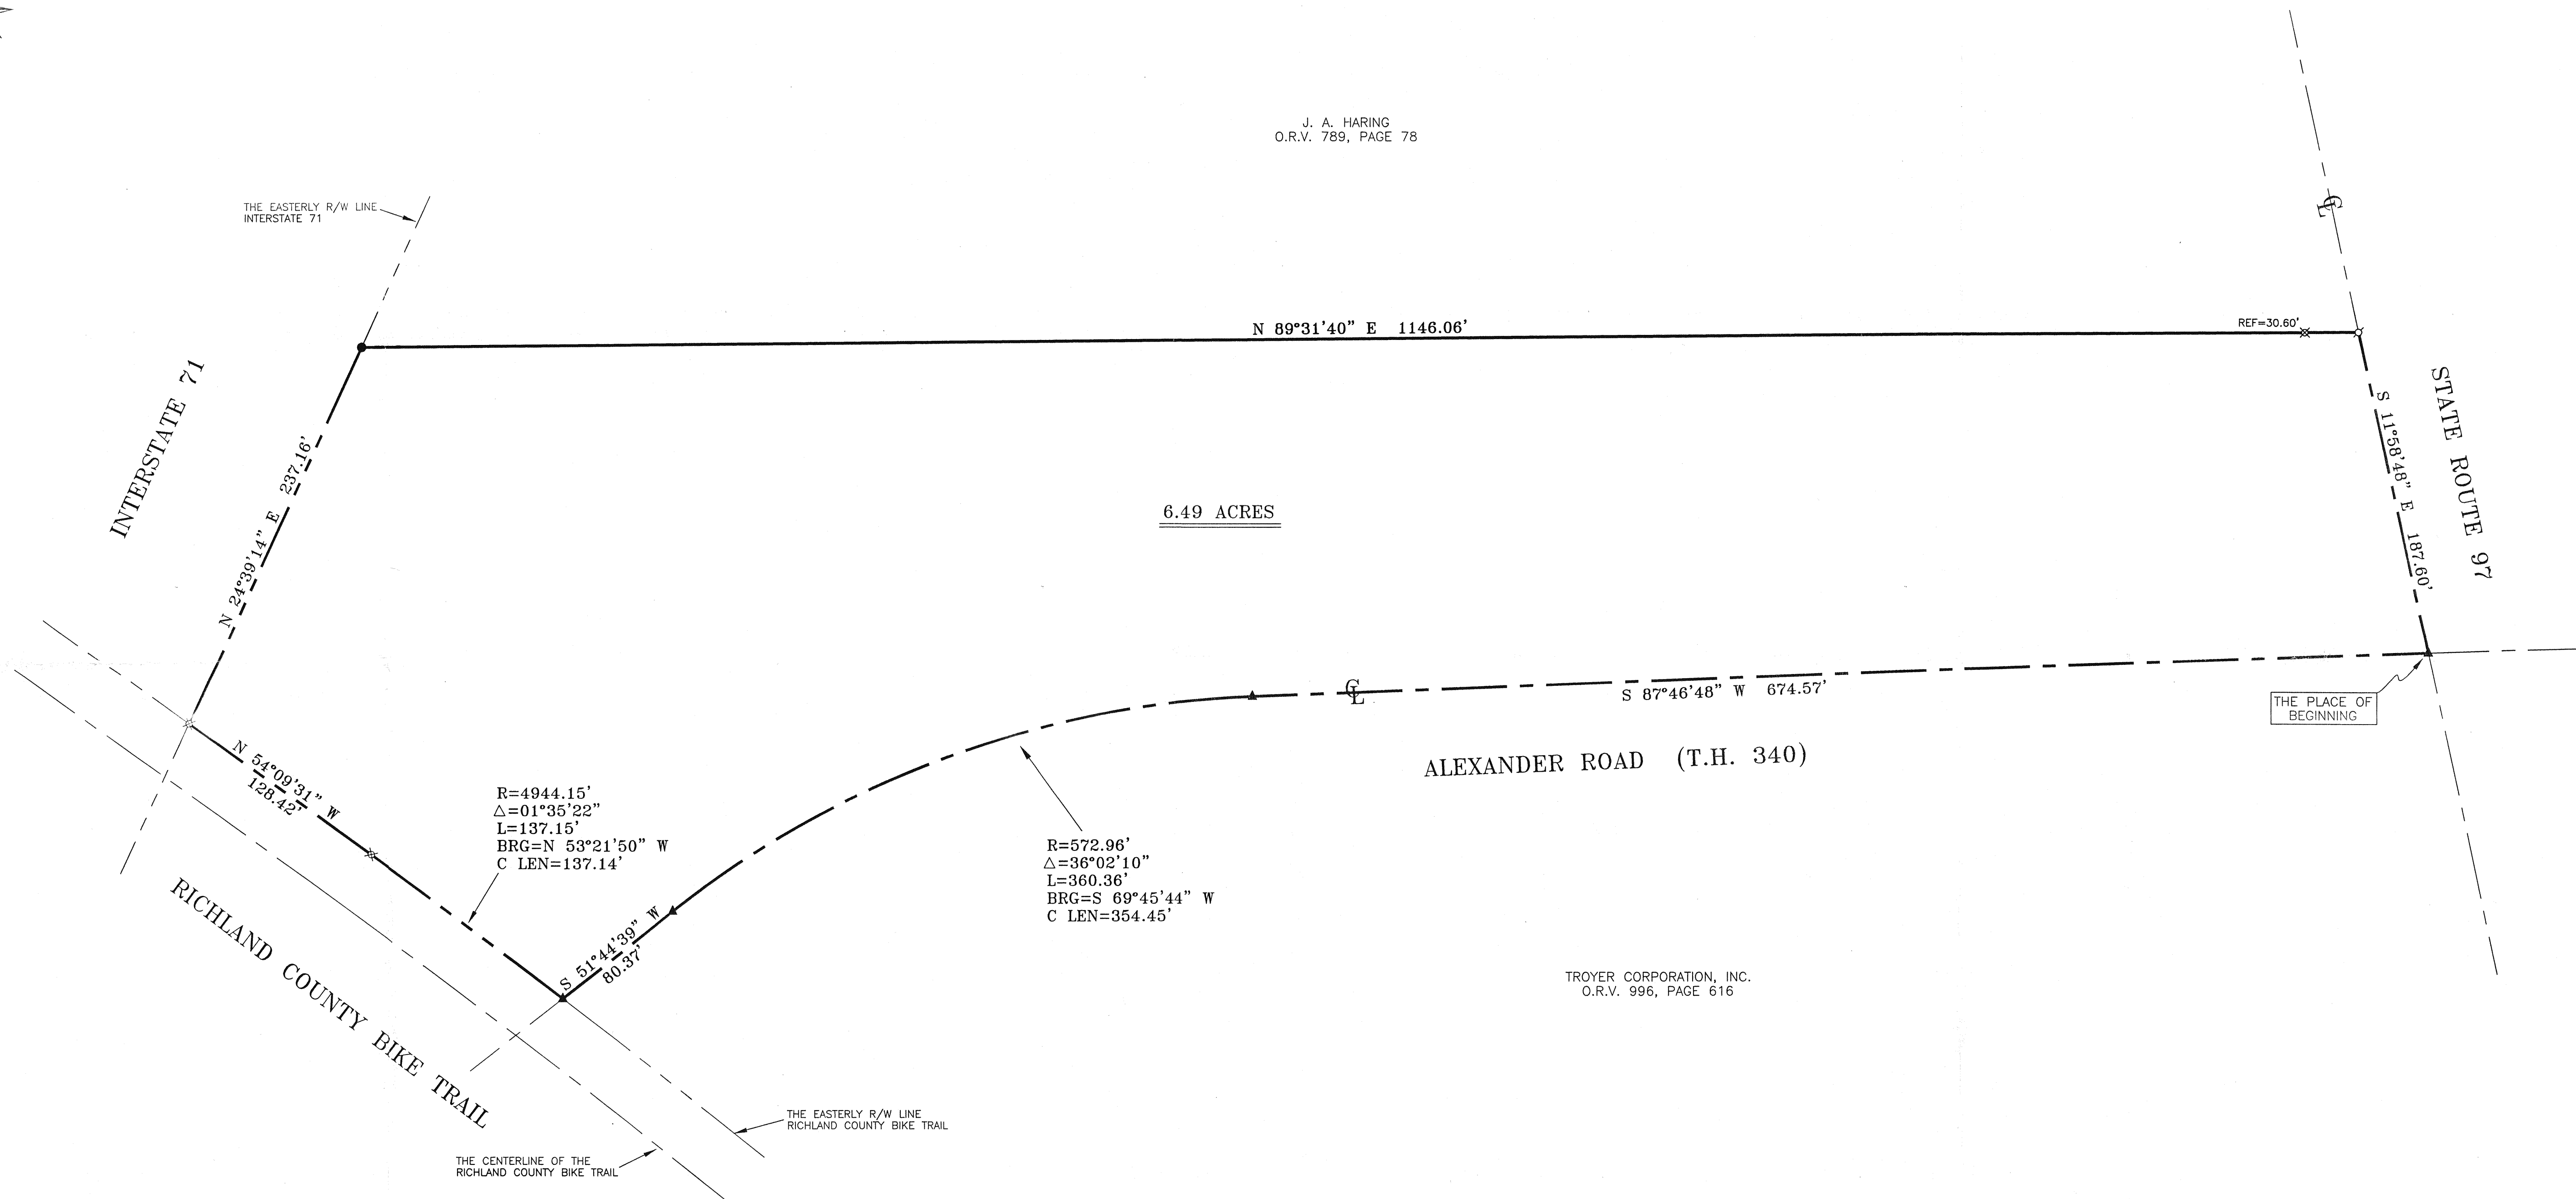 J. A. HARING
O.R.V. 789, PAGE 78
THE EASTERLY R/W LINE
INTERSTATE 71
CL
N 89°31'40" E 1146.06'
REF=30.60'
INTERSTATE 71
N 24°39'14" E 237.16'
S 11°58'48" E 187.60'
STATE ROUTE 97
6.49 ACRES
CL
S 87°46'48" W 674.57'
THE PLACE OF
BEGINNING
ALEXANDER ROAD (T.H. 340)
N 54°09'31" W
128.42'
R=4944.15'
△=01°35'22"
L=137.15'
BRG=N 53°21'50" W
C LEN=137.14'
R=572.96'
△=36°02'10"
L=360.36'
BRG=S 69°45'44" W
C LEN=354.45'
S 51°44'39" W
80.37'
RICHLAND COUNTY BIKE TRAIL
TROYER CORPORATION, INC.
O.R.V. 996, PAGE 616
THE EASTERLY R/W LINE
RICHLAND COUNTY BIKE TRAIL
THE CENTERLINE OF THE
RICHLAND COUNTY BIKE TRAIL